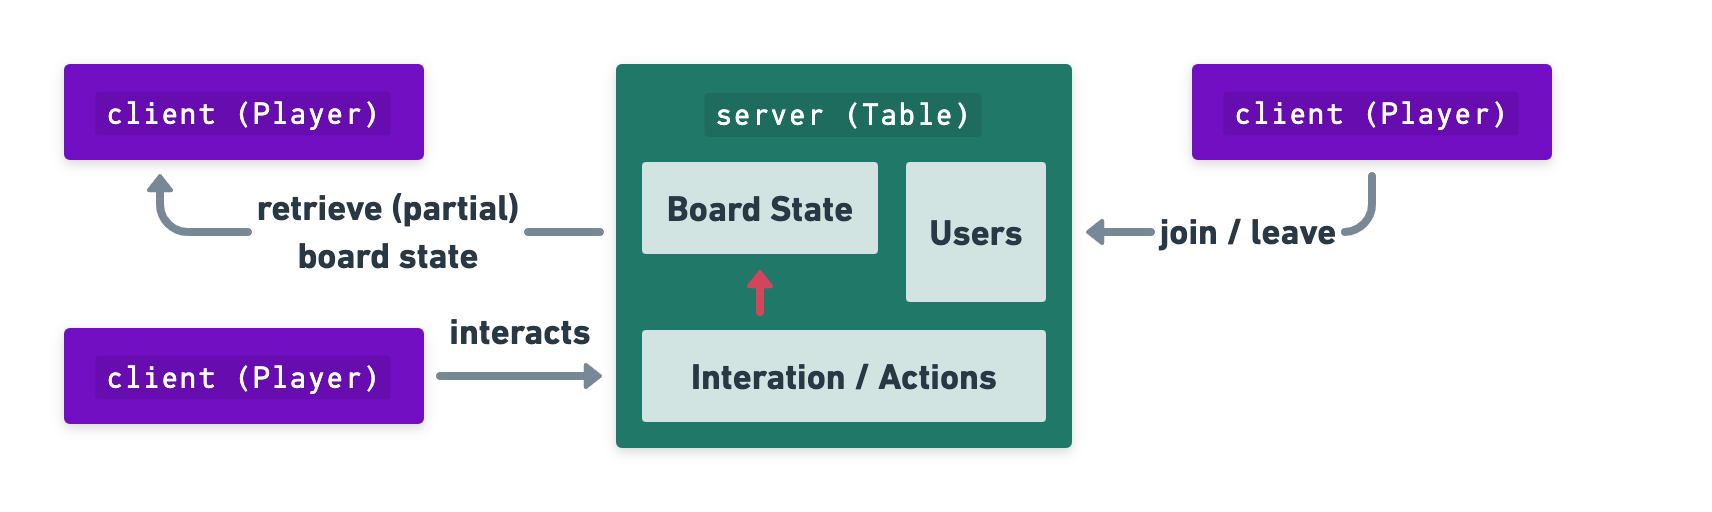 client (Player)
server (Table)
client (Player)
retrieve (partial)
board state
Board State
Users
join / leave
interacts
client (Player)
Interation / Actions